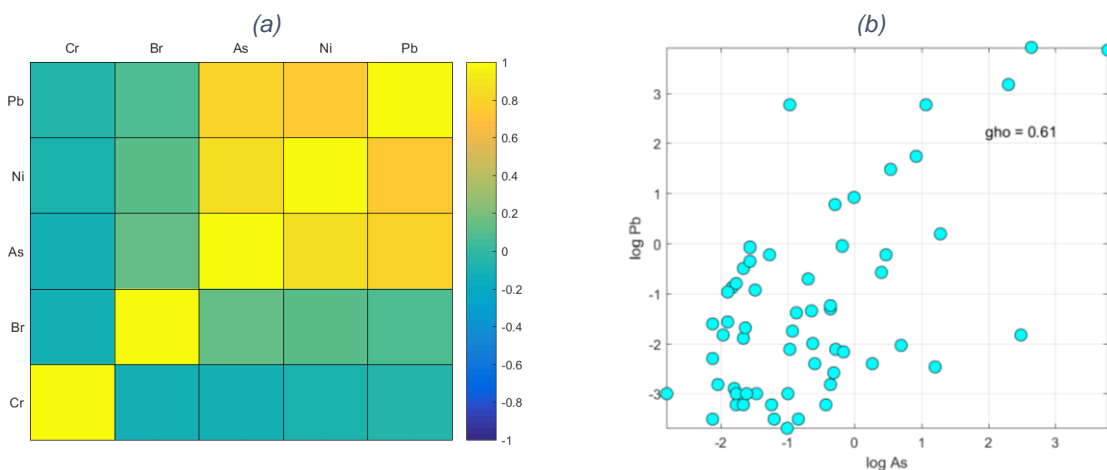 (a)
Cr Br As Ni Pb
Pb
Ni
As
Br
Cr
1
0.8
0.6
0.4
0.2
0
-0.2
-0.4
-0.6
-0.8
-1
(b)
log Pb
3
2
1
0
-1
-2
-3
gho = 0.61
-2 -1 0 1 2 3
log As